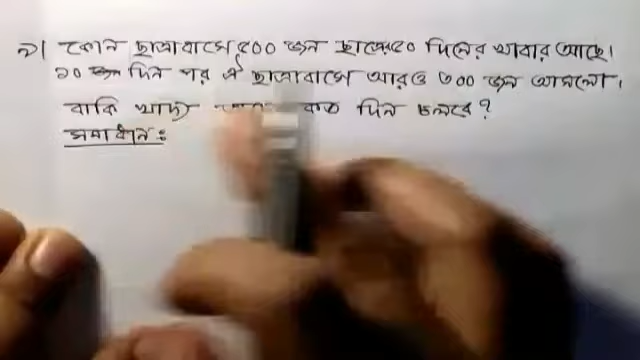 ৯। কোন ছাত্রাবাসে ৫০০ জন ছাত্রের ৫০ দিনের খাবার আছে।
১০ দিন পর ঐ ছাত্রাবাসে আরও ৩০০ জন আসলো।
বাকি খাদ্য কত দিন চলবে?
সমাধান: